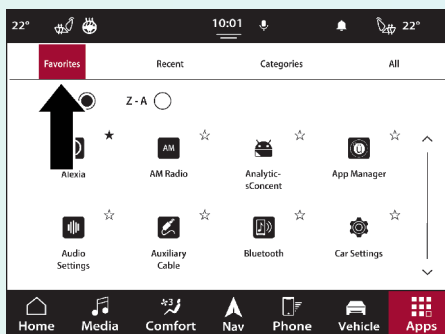 22° 10:01 22°
Favorites Recent Categories All
Z - A
Alexia AM Radio Analytic- App Manager
sConcent
AM
Audio Auxiliary Bluetooth Car Settings
Settings Cable
+3
Home Media Comfort Nav Phone Vehicle Apps